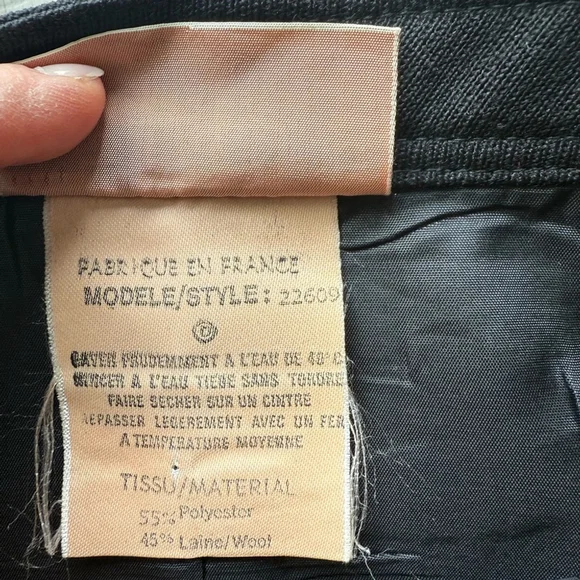 FABRIQUE EN FRANCE
MODELE/STYLE: 22609
©
LAVER PRUDEMMENT A L'EAU DE 40°C
RINCER A L'EAU TIEDE SANS TORDRE
FAIRE SECHER SUR UN CINTRE
REPASSER LEGEREMENT AVEC UN FER
A TEMPERATURE MOYENNE
TISSU/MATERIAL
55% Polyester
45% Laine/Wool